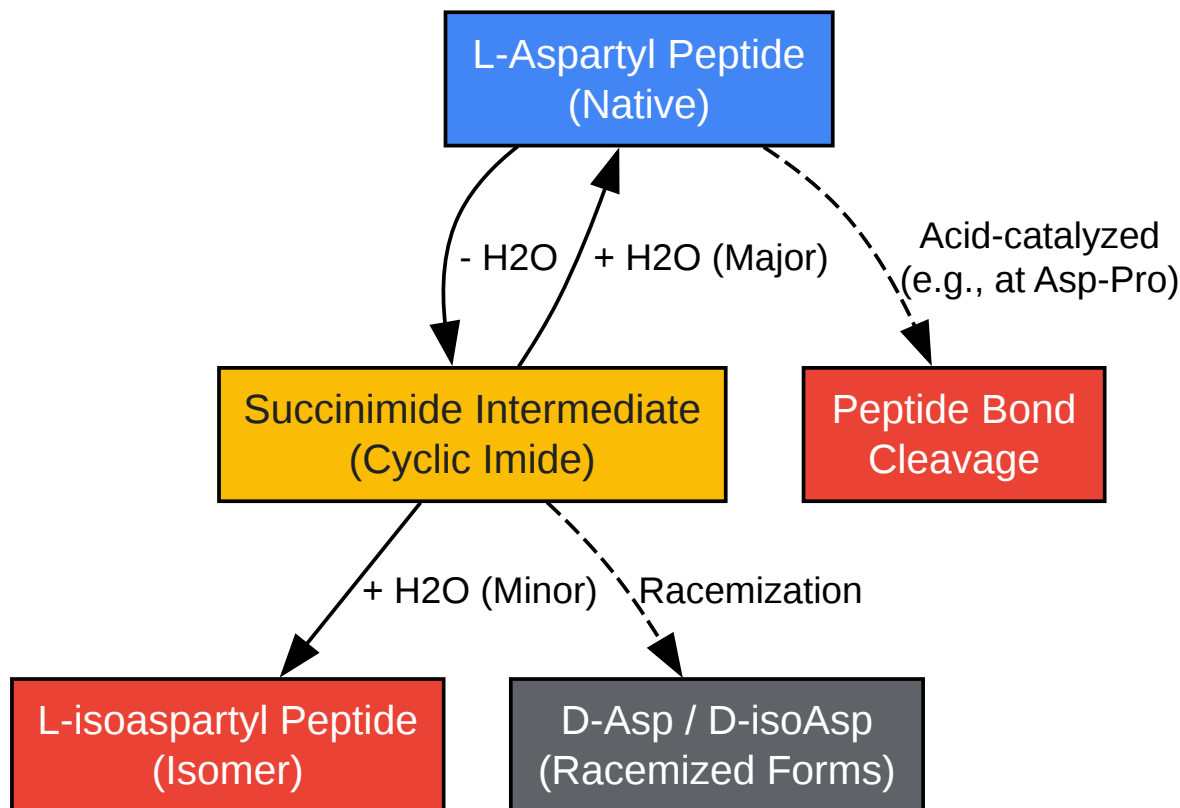 L-Aspartyl Peptide
(Native)
- H2O
+ H2O (Major)
Acid-catalyzed
(e.g., at Asp-Pro)
Succinimide Intermediate
(Cyclic Imide)
Peptide Bond
Cleavage
+ H2O (Minor)
Racemization
L-isoaspartyl Peptide
(Isomer)
D-Asp / D-isoAsp
(Racemized Forms)